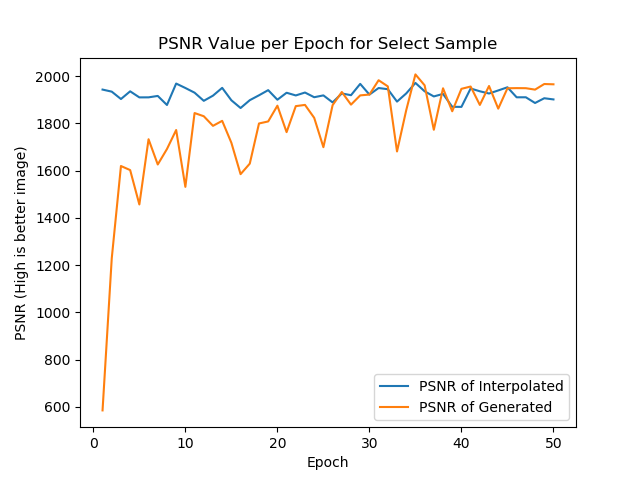 PSNR Value per Epoch for Select Sample
PSNR (High is better image)
2000
1800
1600
1400
1200
1000
800
600
0 10 20 30 40 50
Epoch
PSNR of Interpolated
PSNR of Generated